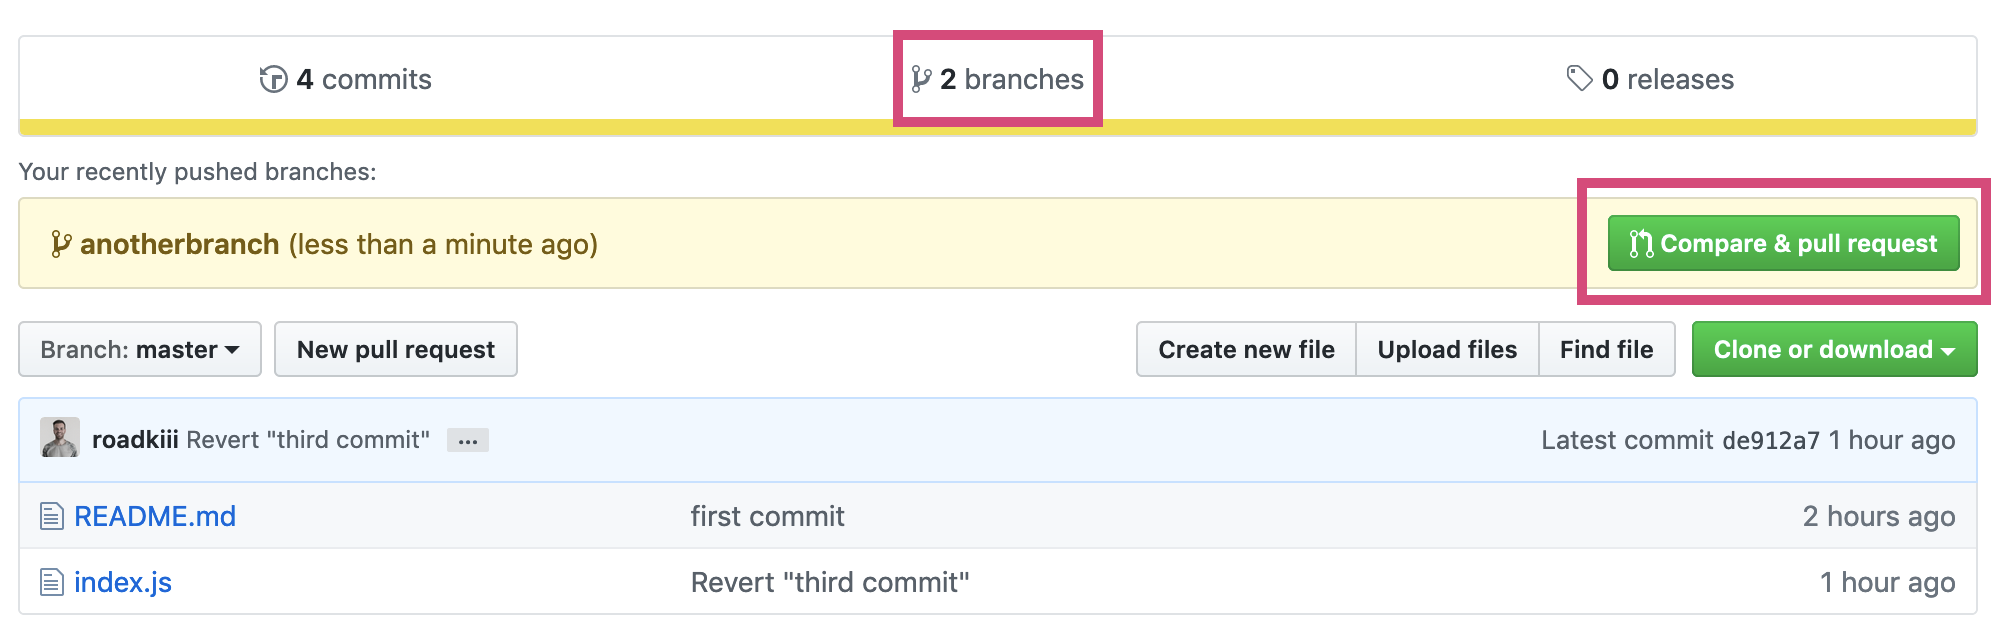 4 commits
2 branches
0 releases
Your recently pushed branches:
anotherbranch (less than a minute ago)
Compare & pull request
Branch: master
New pull request
Create new file
Upload files
Find file
Clone or download
roadkiii Revert "third commit" ...
Latest commit de912a7 1 hour ago
README.md
first commit
2 hours ago
index.js
Revert "third commit"
1 hour ago